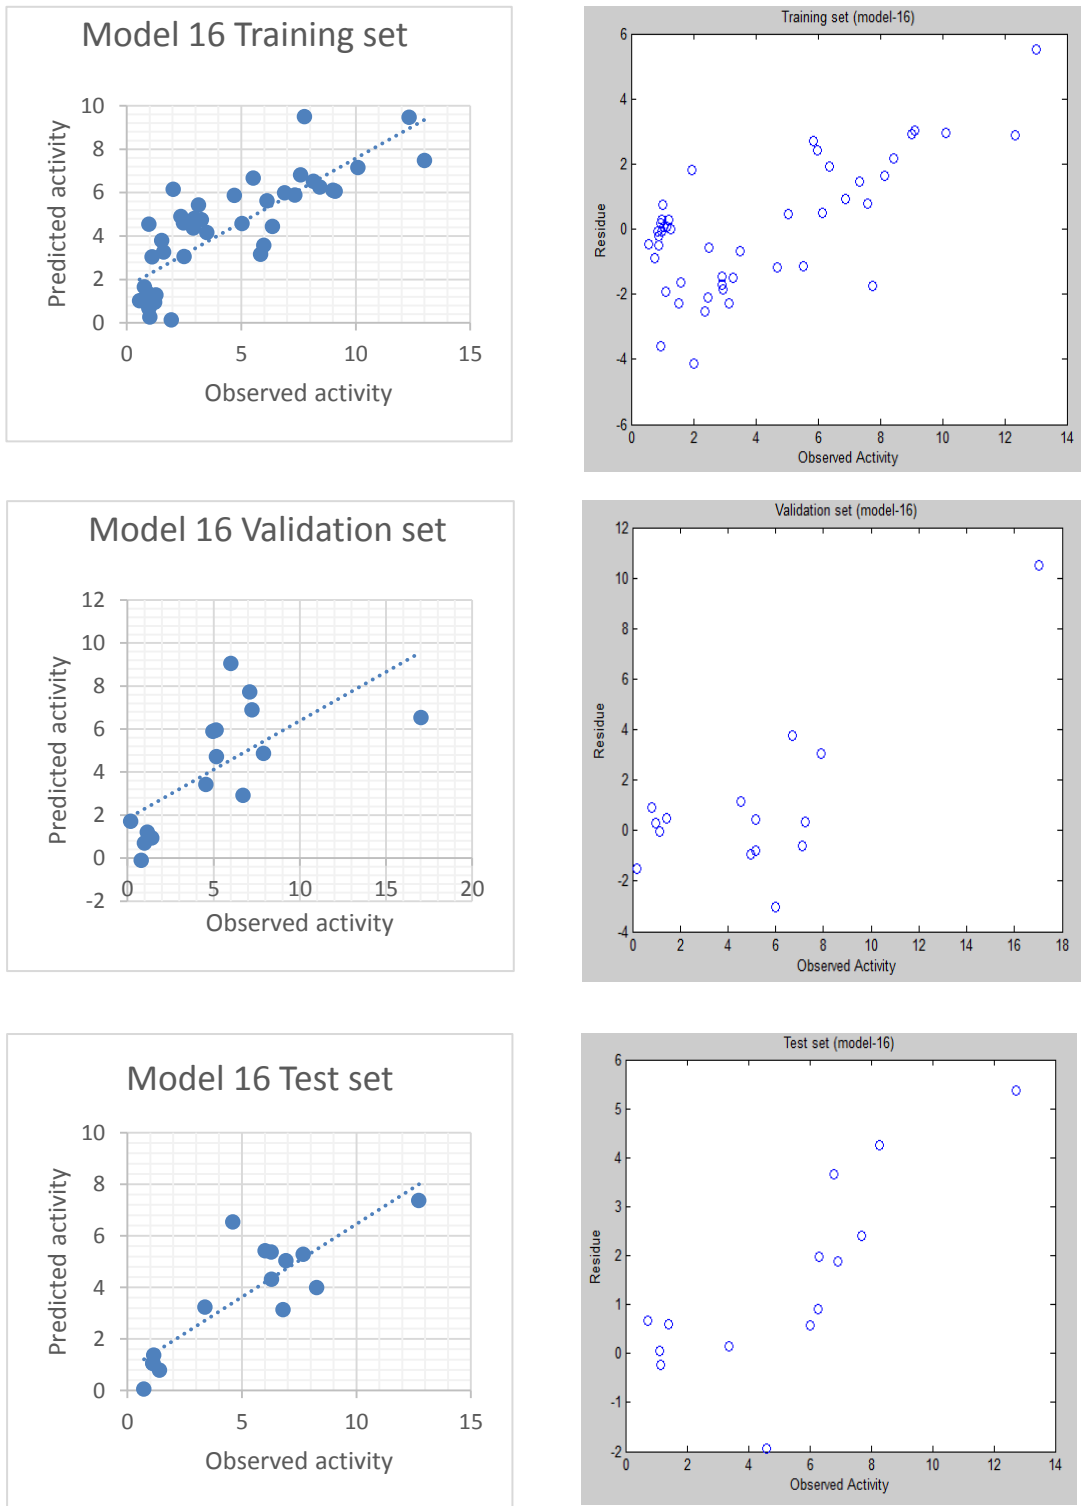 Model 16 Training set
Predicted activity
10
8
6
4
2
0
0 5 10 15
Observed activity
Training set (model-16)
Residue
6
4
2
0
-2
-4
-6
0 2 4 6 8 10 12 14
Observed Activity
Model 16 Validation set
Predicted activity
12
10
8
6
4
2
0
-2
0 5 10 15 20
Observed activity
Validation set (model-16)
Residue
12
10
8
6
4
2
0
-2
-4
0 2 4 6 8 10 12 14 16 18
Observed Activity
Model 16 Test set
Predicted activity
10
8
6
4
2
0
0 5 10 15
Observed activity
Test set (model-16)
Residue
6
5
4
3
2
1
0
-1
-2
0 2 4 6 8 10 12 14
Observed Activity